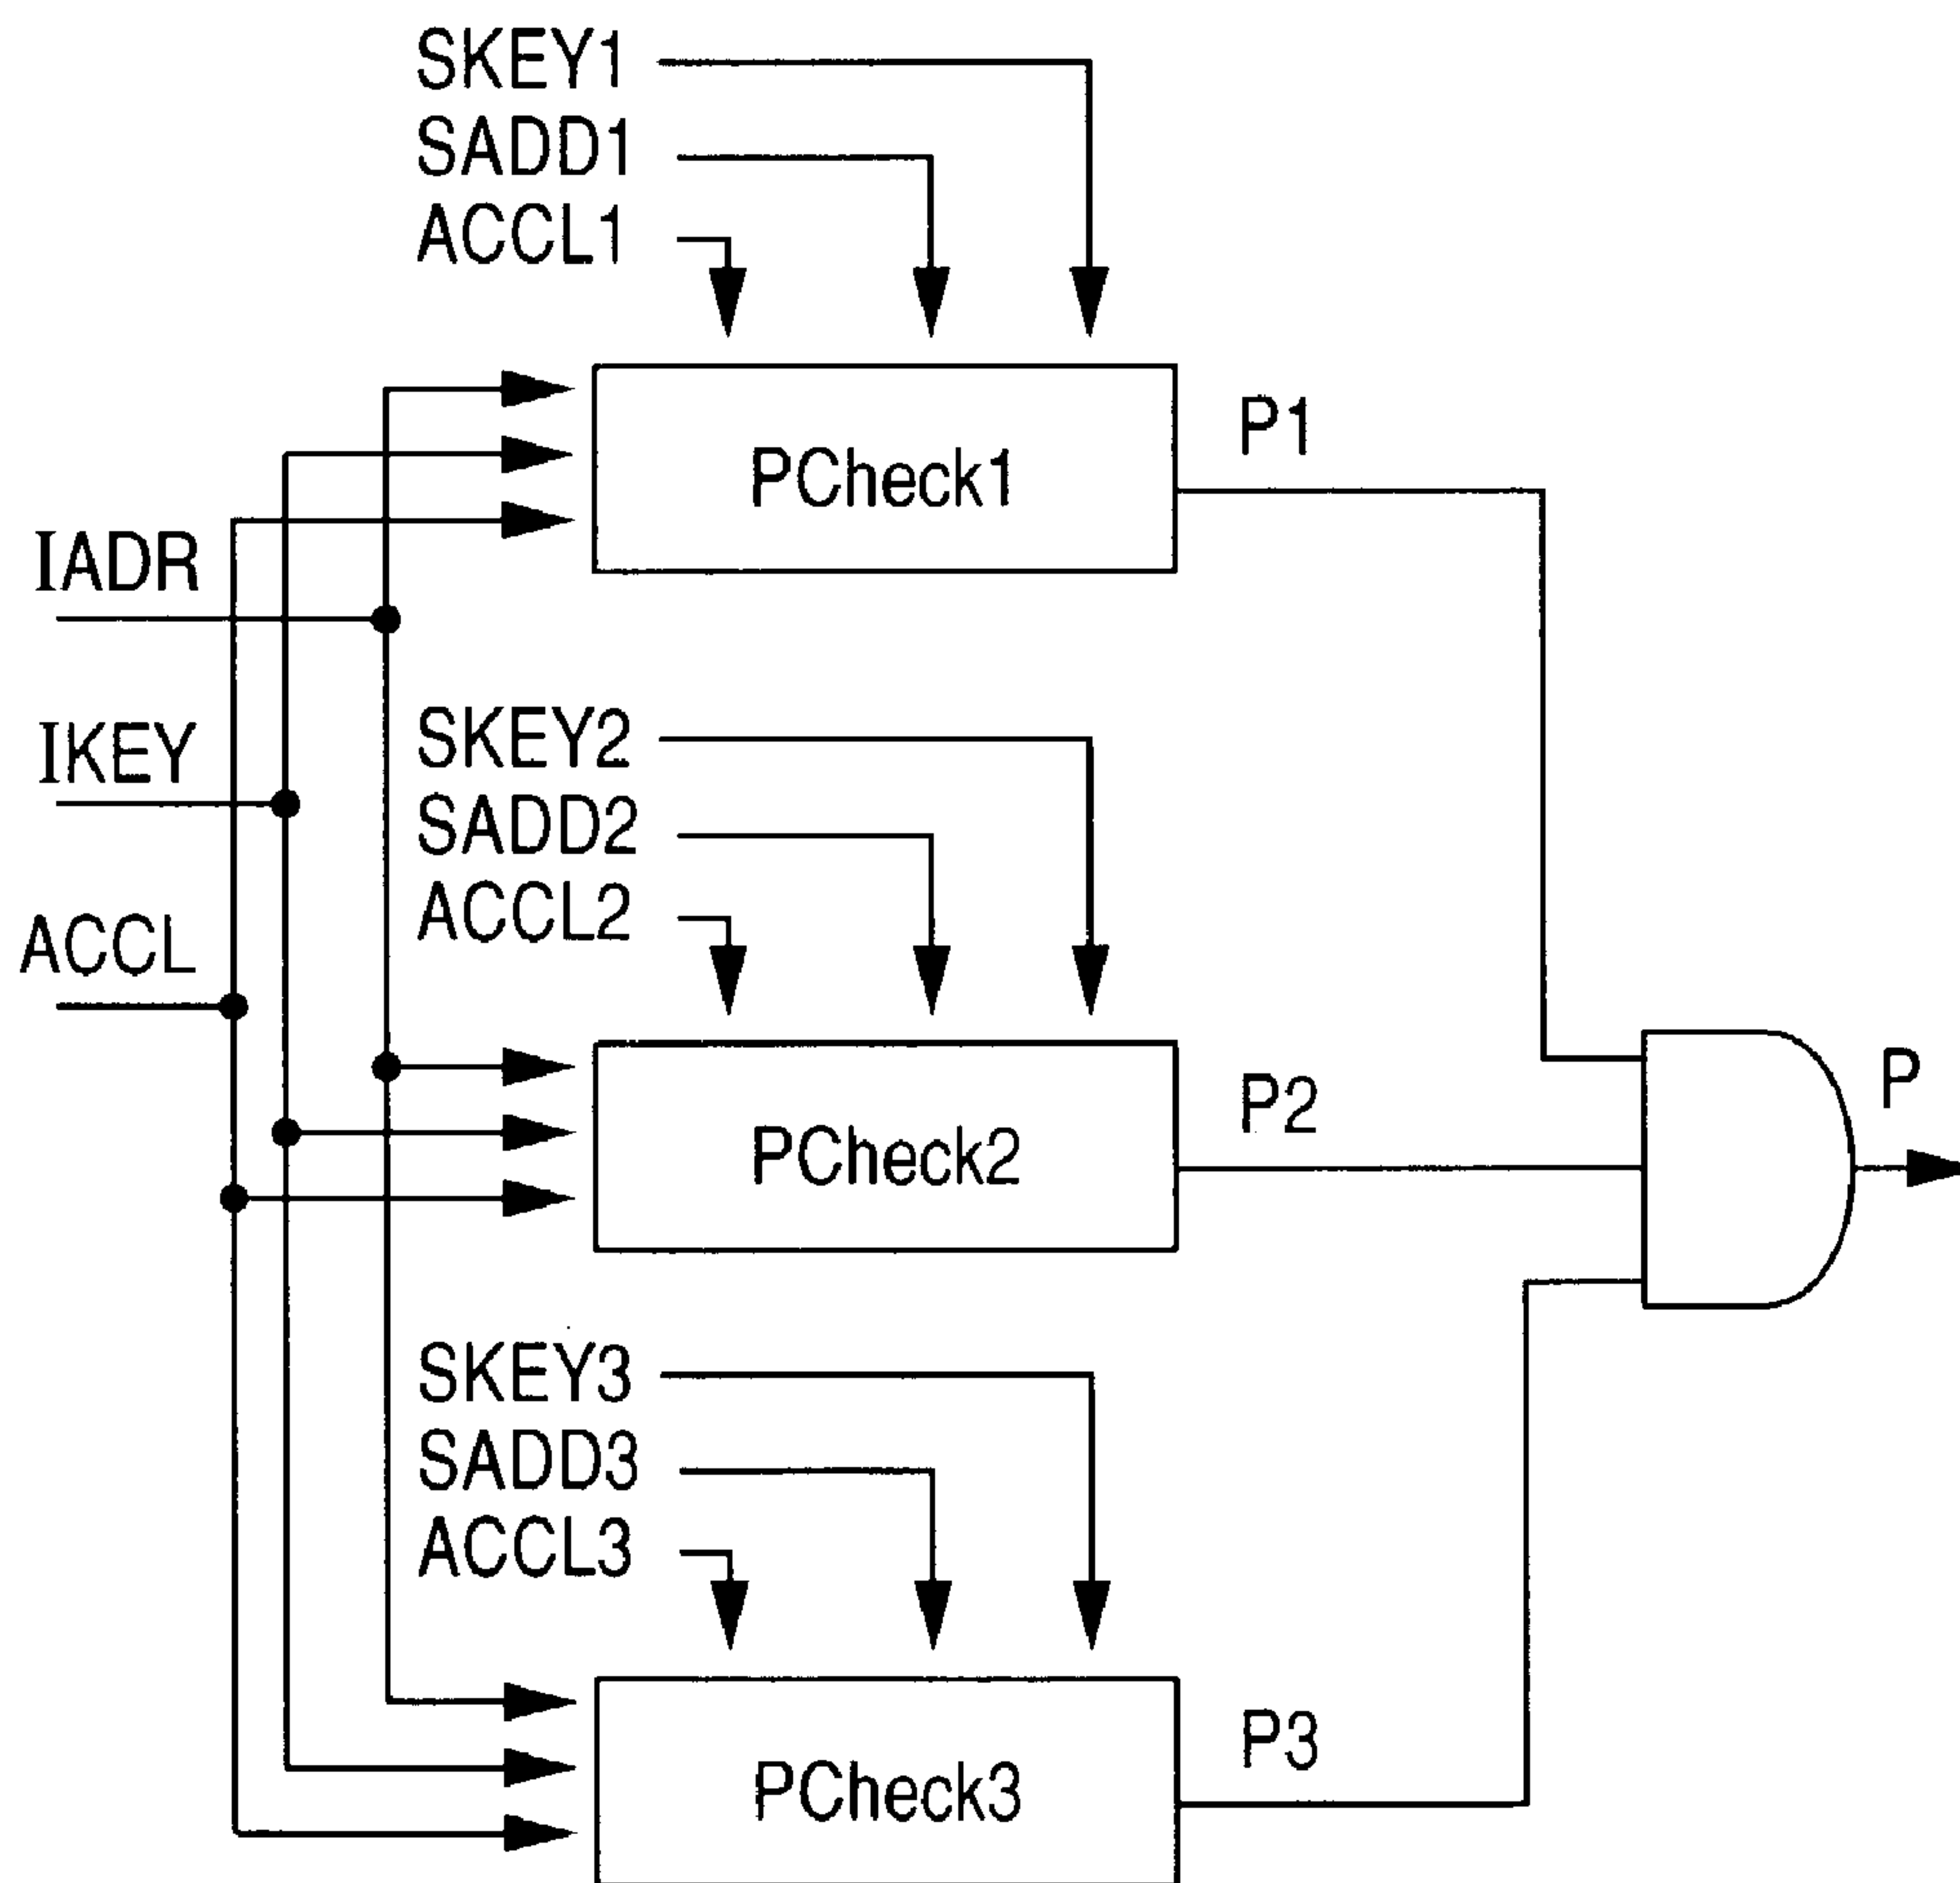 SKEY1
SADD1
ACCL1
P1
PCheck1
IADR
IKEY
SKEY2
SADD2
ACCL2
ACCL
P
P2
PCheck2
SKEY3
SADD3
ACCL3
P3
PCheck3